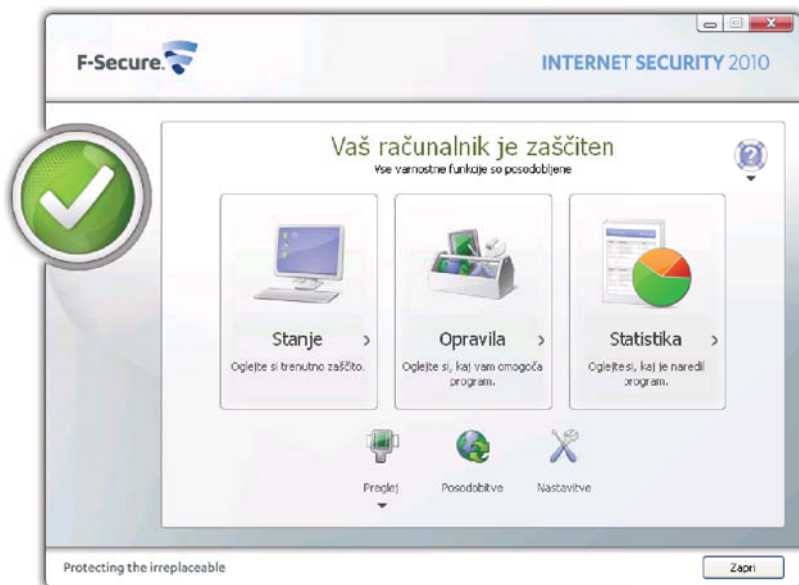 F-Secure.
INTERNET SECURITY 2010
Vaš računalnik je zaščiten
Vse varnostne funkcije so posodobljene
Stanje
Oglejte si trenutno zaščito.
Opravila
Oglejte si, kaj vam omogoča
program.
Statistika
Oglejte si, kaj je naredil
program.
Preglej
Posodobitve
Nastavitve
Protecting the irreplaceable
Zapri